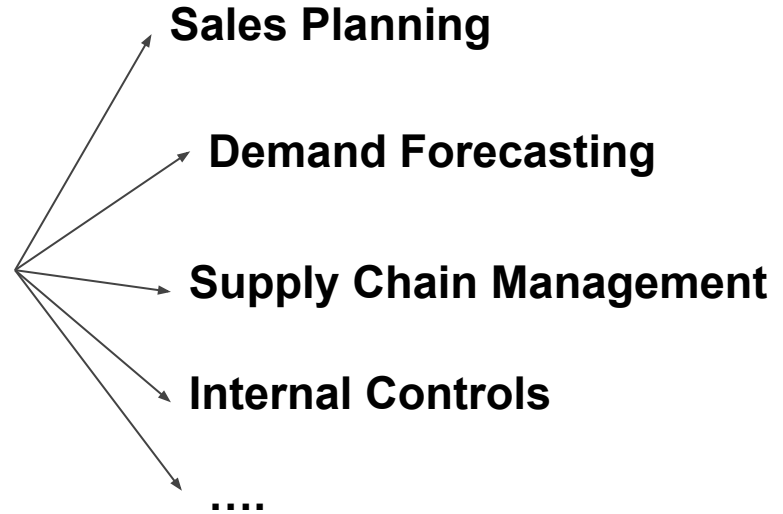 Sales Planning
Demand Forecasting
Supply Chain Management
Internal Controls
....